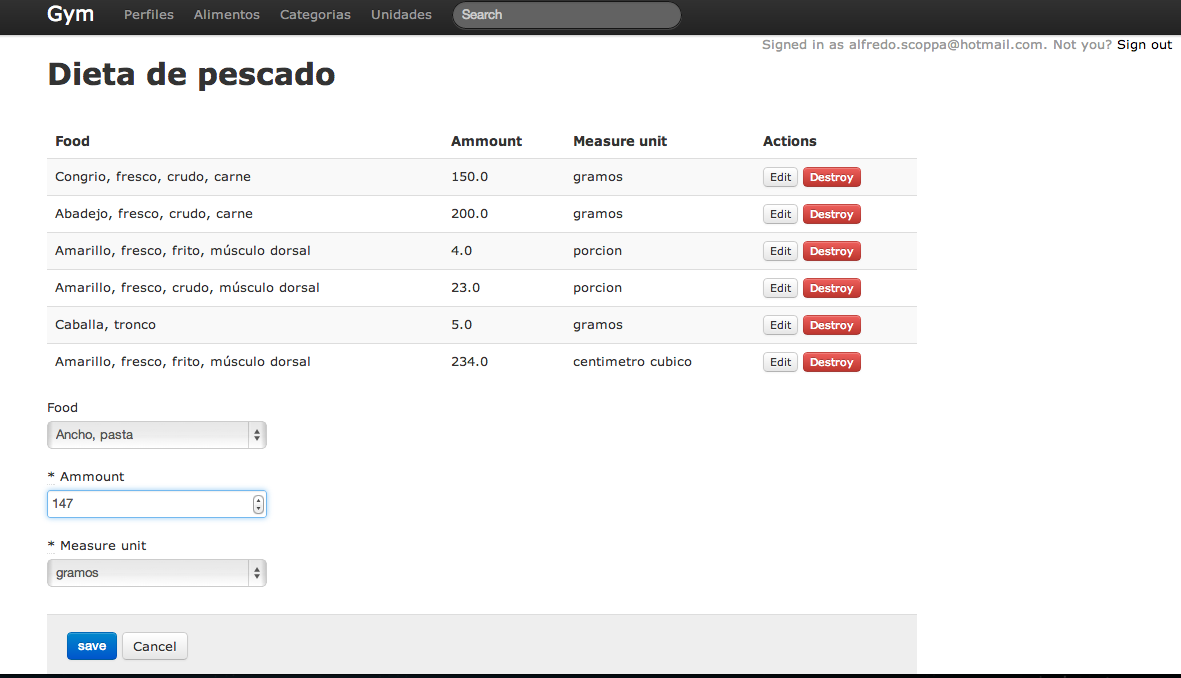 Gym Perfiles Alimentos Categorias Unidades Search
Signed in as alfredo.scoppa@hotmail.com. Not you? Sign out
Dieta de pescado
Food Ammount Measure unit Actions
Congrio, fresco, crudo, carne 150.0 gramos Edit Destroy
Abadejo, fresco, crudo, carne 200.0 gramos Edit Destroy
Amarillo, fresco, frito, músculo dorsal 4.0 porcion Edit Destroy
Amarillo, fresco, crudo, músculo dorsal 23.0 porcion Edit Destroy
Caballa, tronco 5.0 gramos Edit Destroy
Amarillo, fresco, frito, músculo dorsal 234.0 centimetro cubico Edit Destroy
Food
Ancho, pasta
* Ammount
147
* Measure unit
gramos
save Cancel